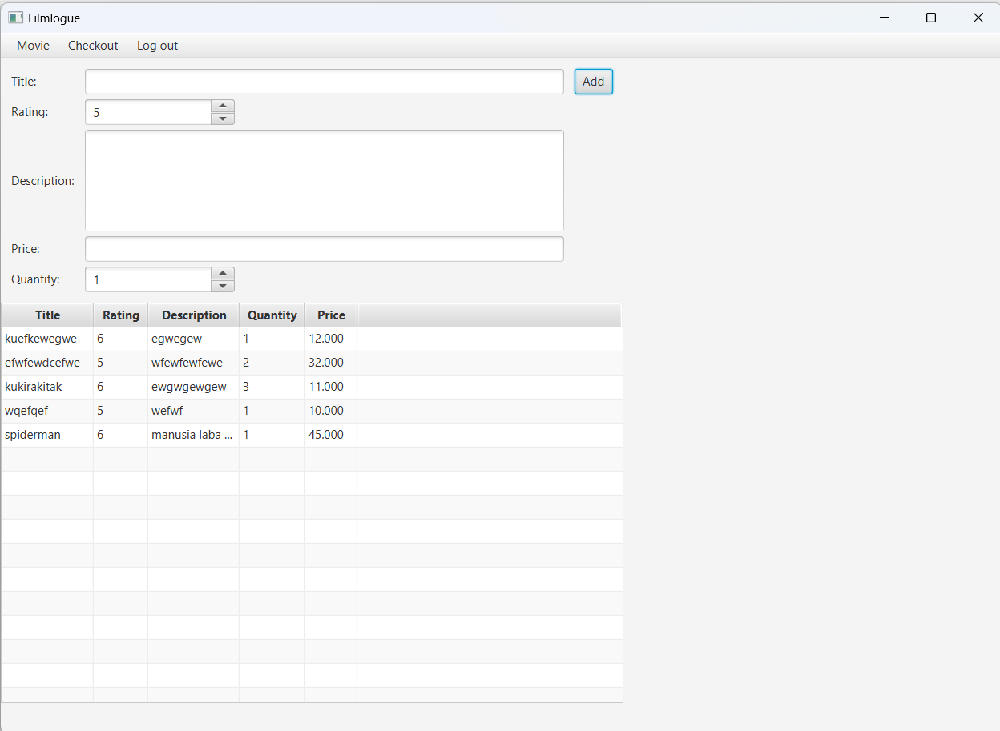 Filmlogue
Movie Checkout Log out
Title: Add
Rating: 5
Description:
Price:
Quantity: 1
Title Rating Description Quantity Price
kuefkewegwe 6 egwegew 1 12.000
efwfewdcefwe 5 wfewfewfewe 2 32.000
kukirakitak 6 ewgwgewgew 3 11.000
wqefqef 5 wefwf 1 10.000
spiderman 6 manusia laba ... 1 45.000